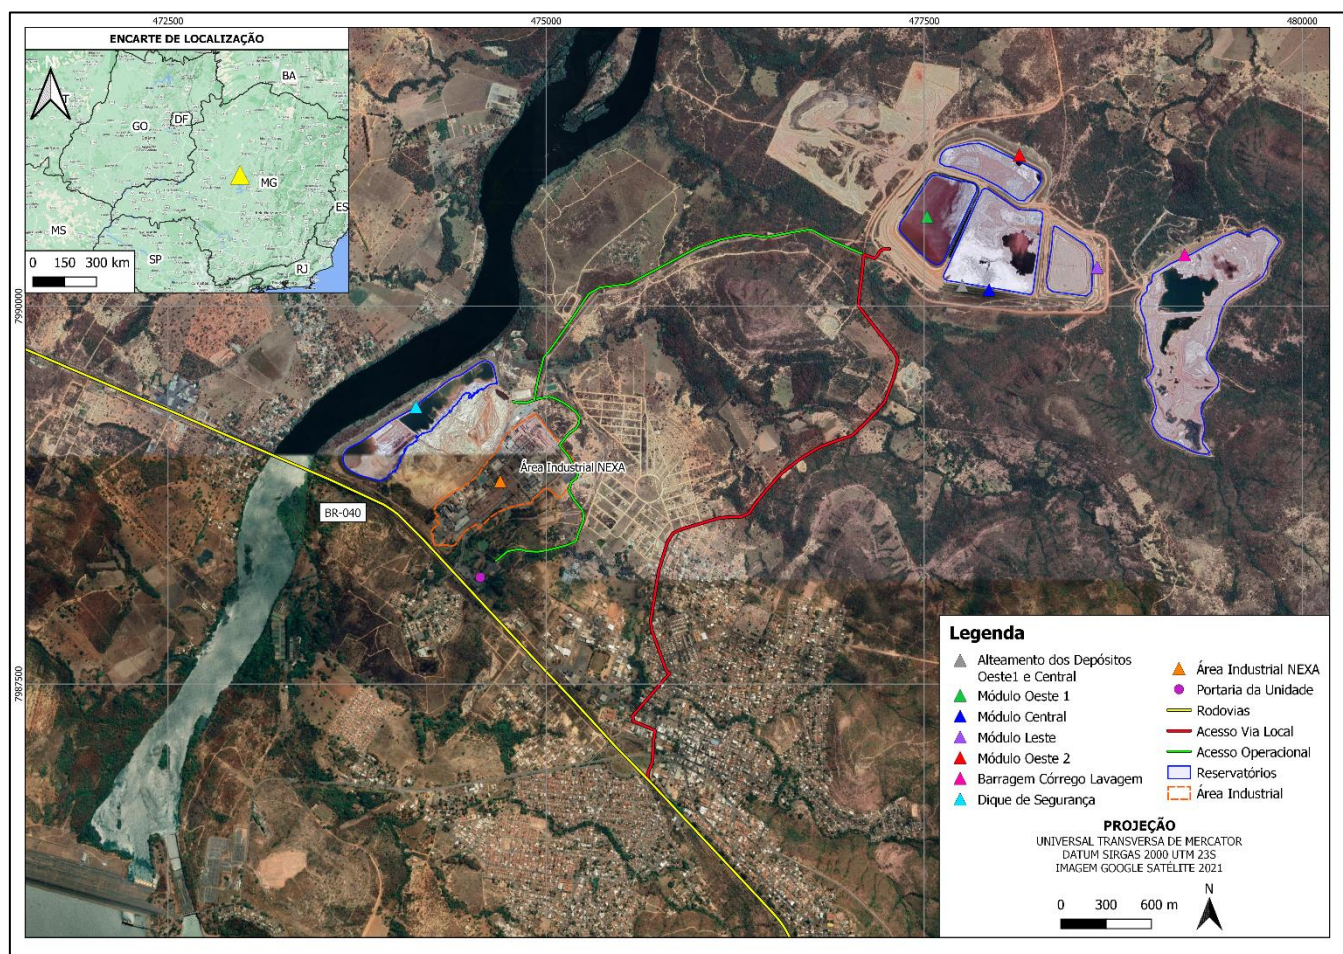 472500
475000
477500
480000
ENCARTE DE LOCALIZAÇÃO
N
BA
GO
DF
MG
ES
MS
SP
RJ
0 150 300 km
7990000
7987500
Área Industrial NEXA
BR-040
Legenda
Alteamento dos Depósitos
Oeste1 e Central
Módulo Oeste 1
Módulo Central
Módulo Leste
Módulo Oeste 2
Barragem Córrego Lavagem
Dique de Segurança
Área Industrial NEXA
Portaria da Unidade
Rodovias
Acesso Via Local
Acesso Operacional
Reservatórios
Área Industrial
PROJEÇÃO
UNIVERSAL TRANSVERSA DE MERCATOR
DATUM SIRGAS 2000 UTM 23S
IMAGEM GOOGLE SATÉLITE 2021
N
0 300 600 m